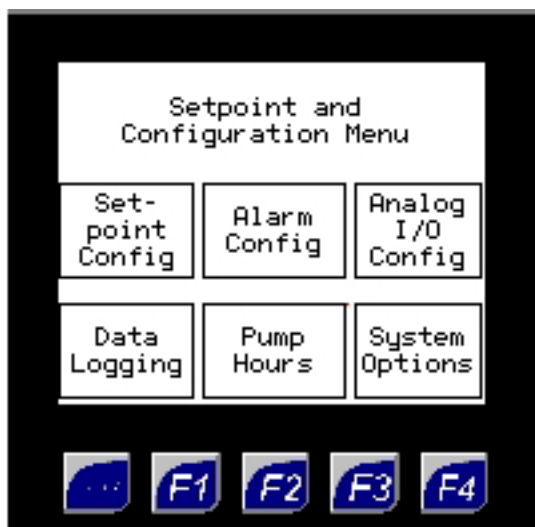 Setpoint and
Configuration Menu
Set-
point
Config
Alarm
Config
Analog
I/O
Config
Data
Logging
Pump
Hours
System
Options
...
F1
F2
F3
F4